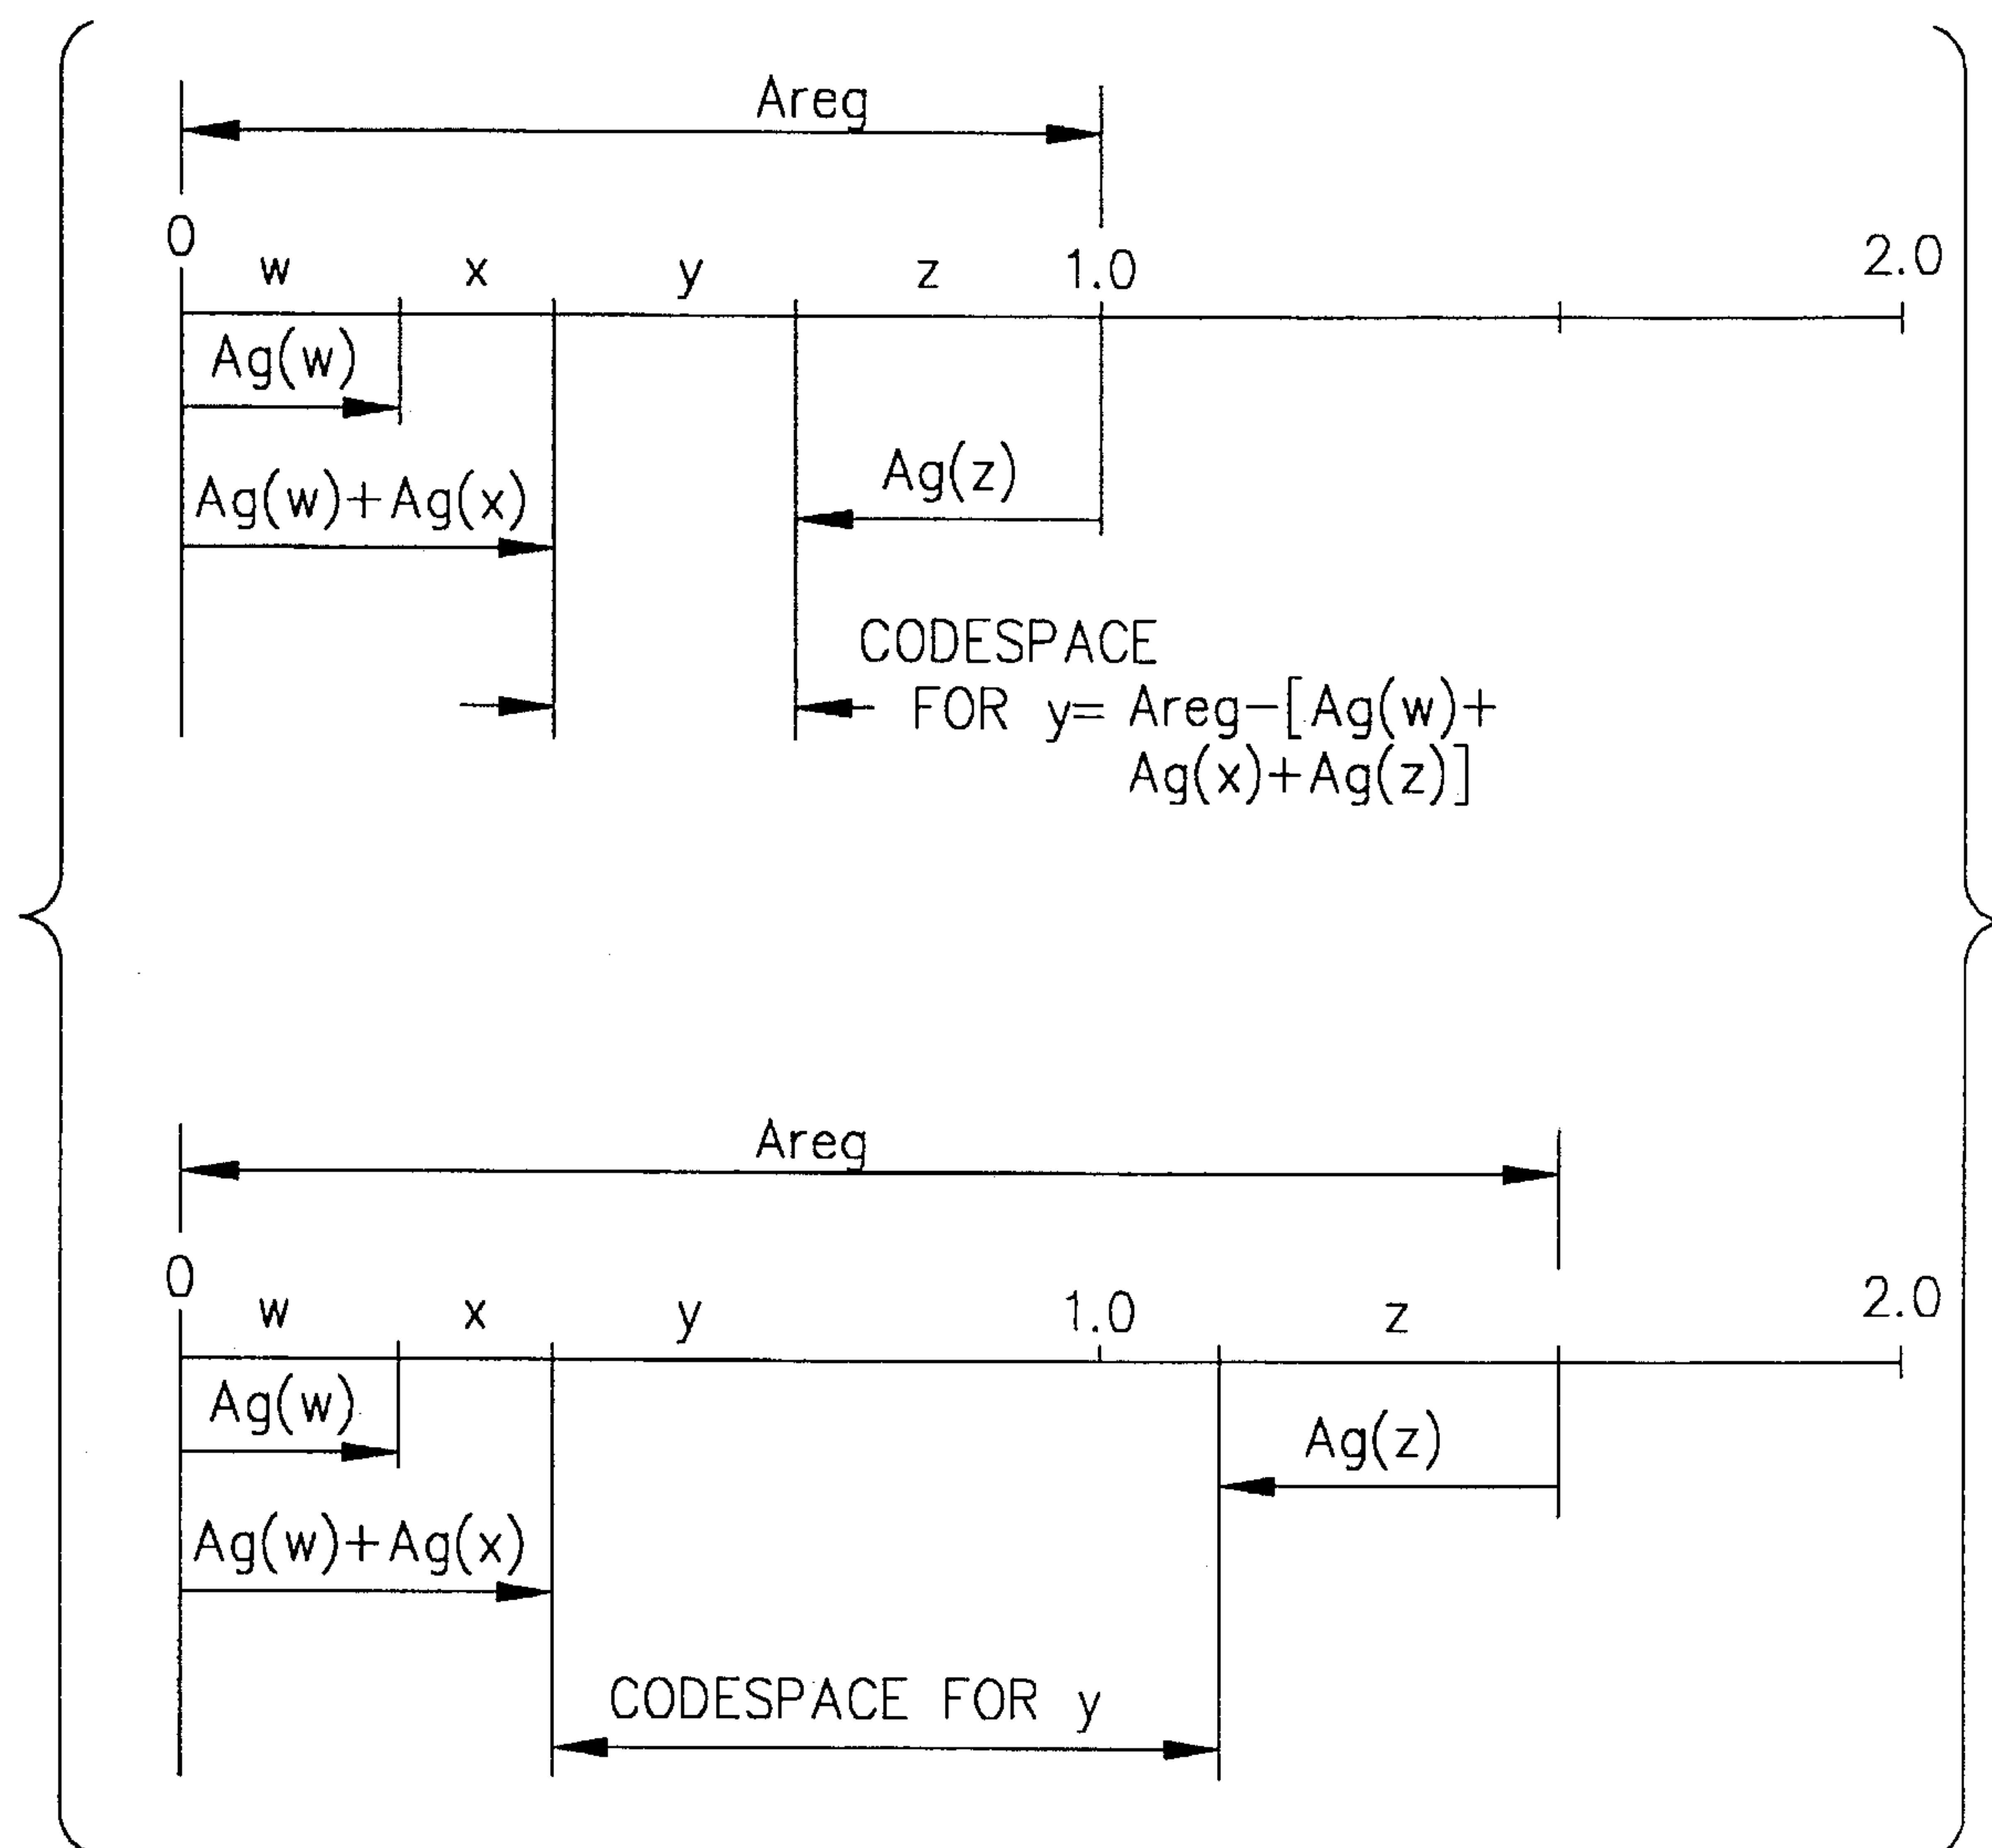 Areg
0
w x y z 1.0 2.0
Ag(w)
Ag(w)+Ag(x)
Ag(z)
CODESPACE
FOR y= Areg-[Ag(w)+
Ag(x)+Ag(z)]
Areg
0
w x y 1.0 z 2.0
Ag(w)
Ag(z)
Ag(w)+Ag(x)
CODESPACE FOR y